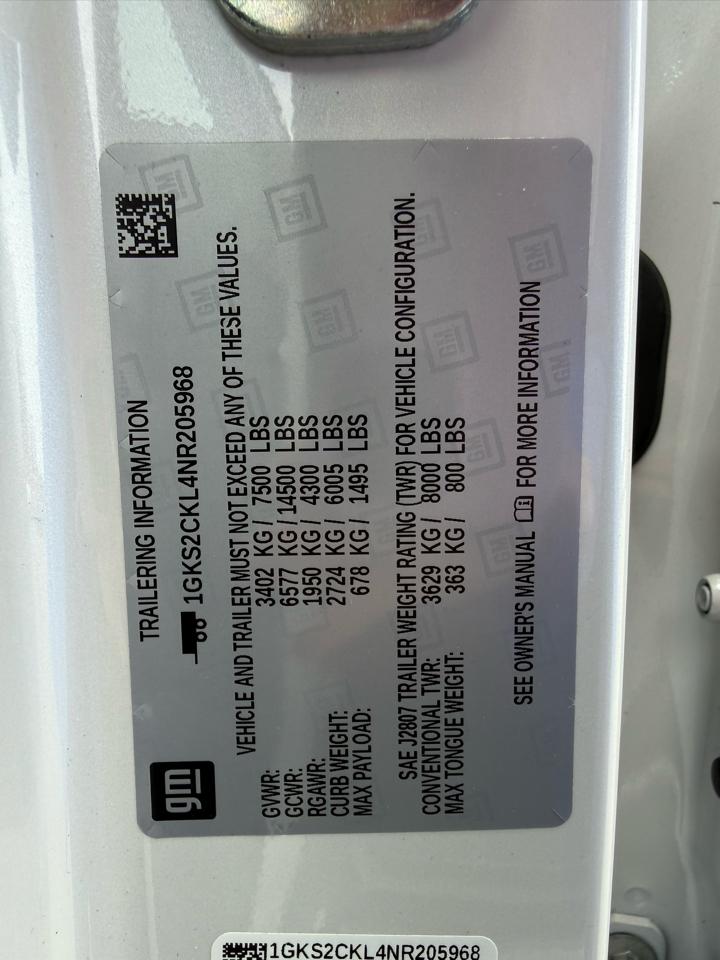 gm
TRAILERING INFORMATION
1GKS2CKL4NR205968
VEHICLE AND TRAILER MUST NOT EXCEED ANY OF THESE VALUES.
GVWR: 3402 KG / 7500 LBS
GCWR: 6577 KG / 14500 LBS
RGAWR: 1950 KG / 4300 LBS
CURB WEIGHT: 2724 KG / 6005 LBS
MAX PAYLOAD: 678 KG / 1495 LBS
SAE J2807 TRAILER WEIGHT RATING (TWR) FOR VEHICLE CONFIGURATION.
CONVENTIONAL TWR: 3629 KG / 8000 LBS
MAX TONGUE WEIGHT: 363 KG / 800 LBS
SEE OWNER'S MANUAL FOR MORE INFORMATION
1GKS2CKL4NR205968